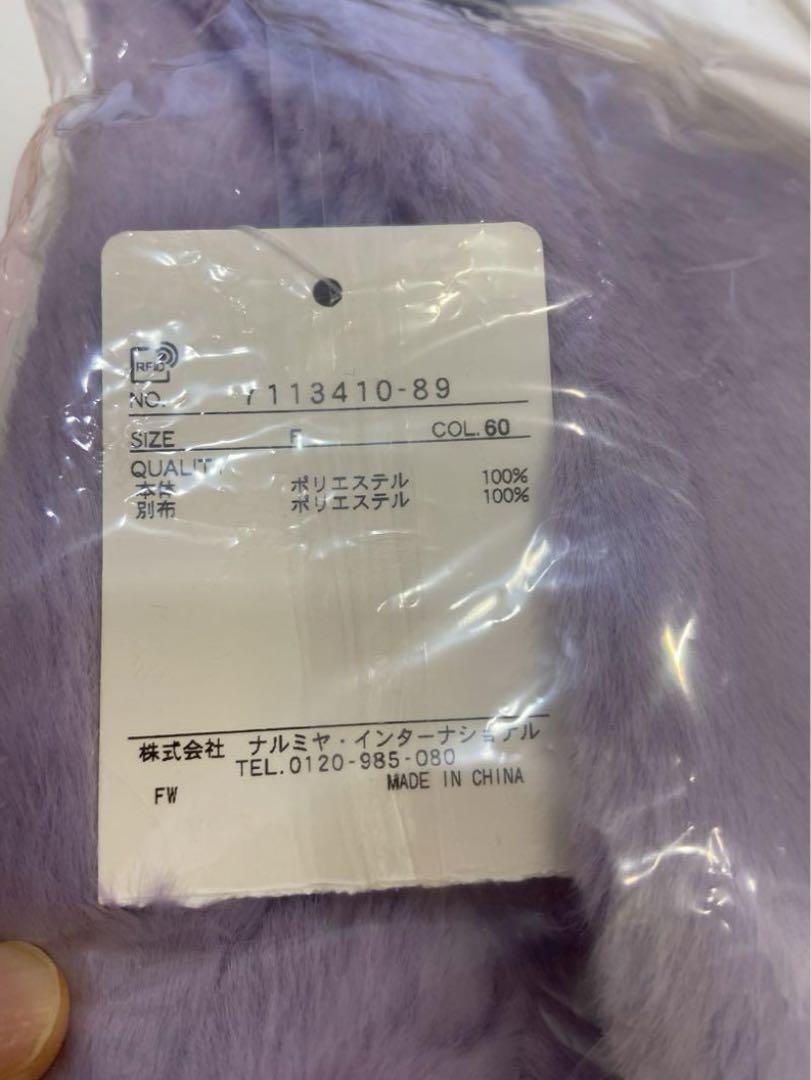 RFID
NO. 7113410-89
SIZE F COL.60
QUALITY
本体 ポリエステル 100%
別布 ポリエステル 100%
株式会社 ナルミヤ・インターナショナル
TEL.0120-985-080
FW MADE IN CHINA